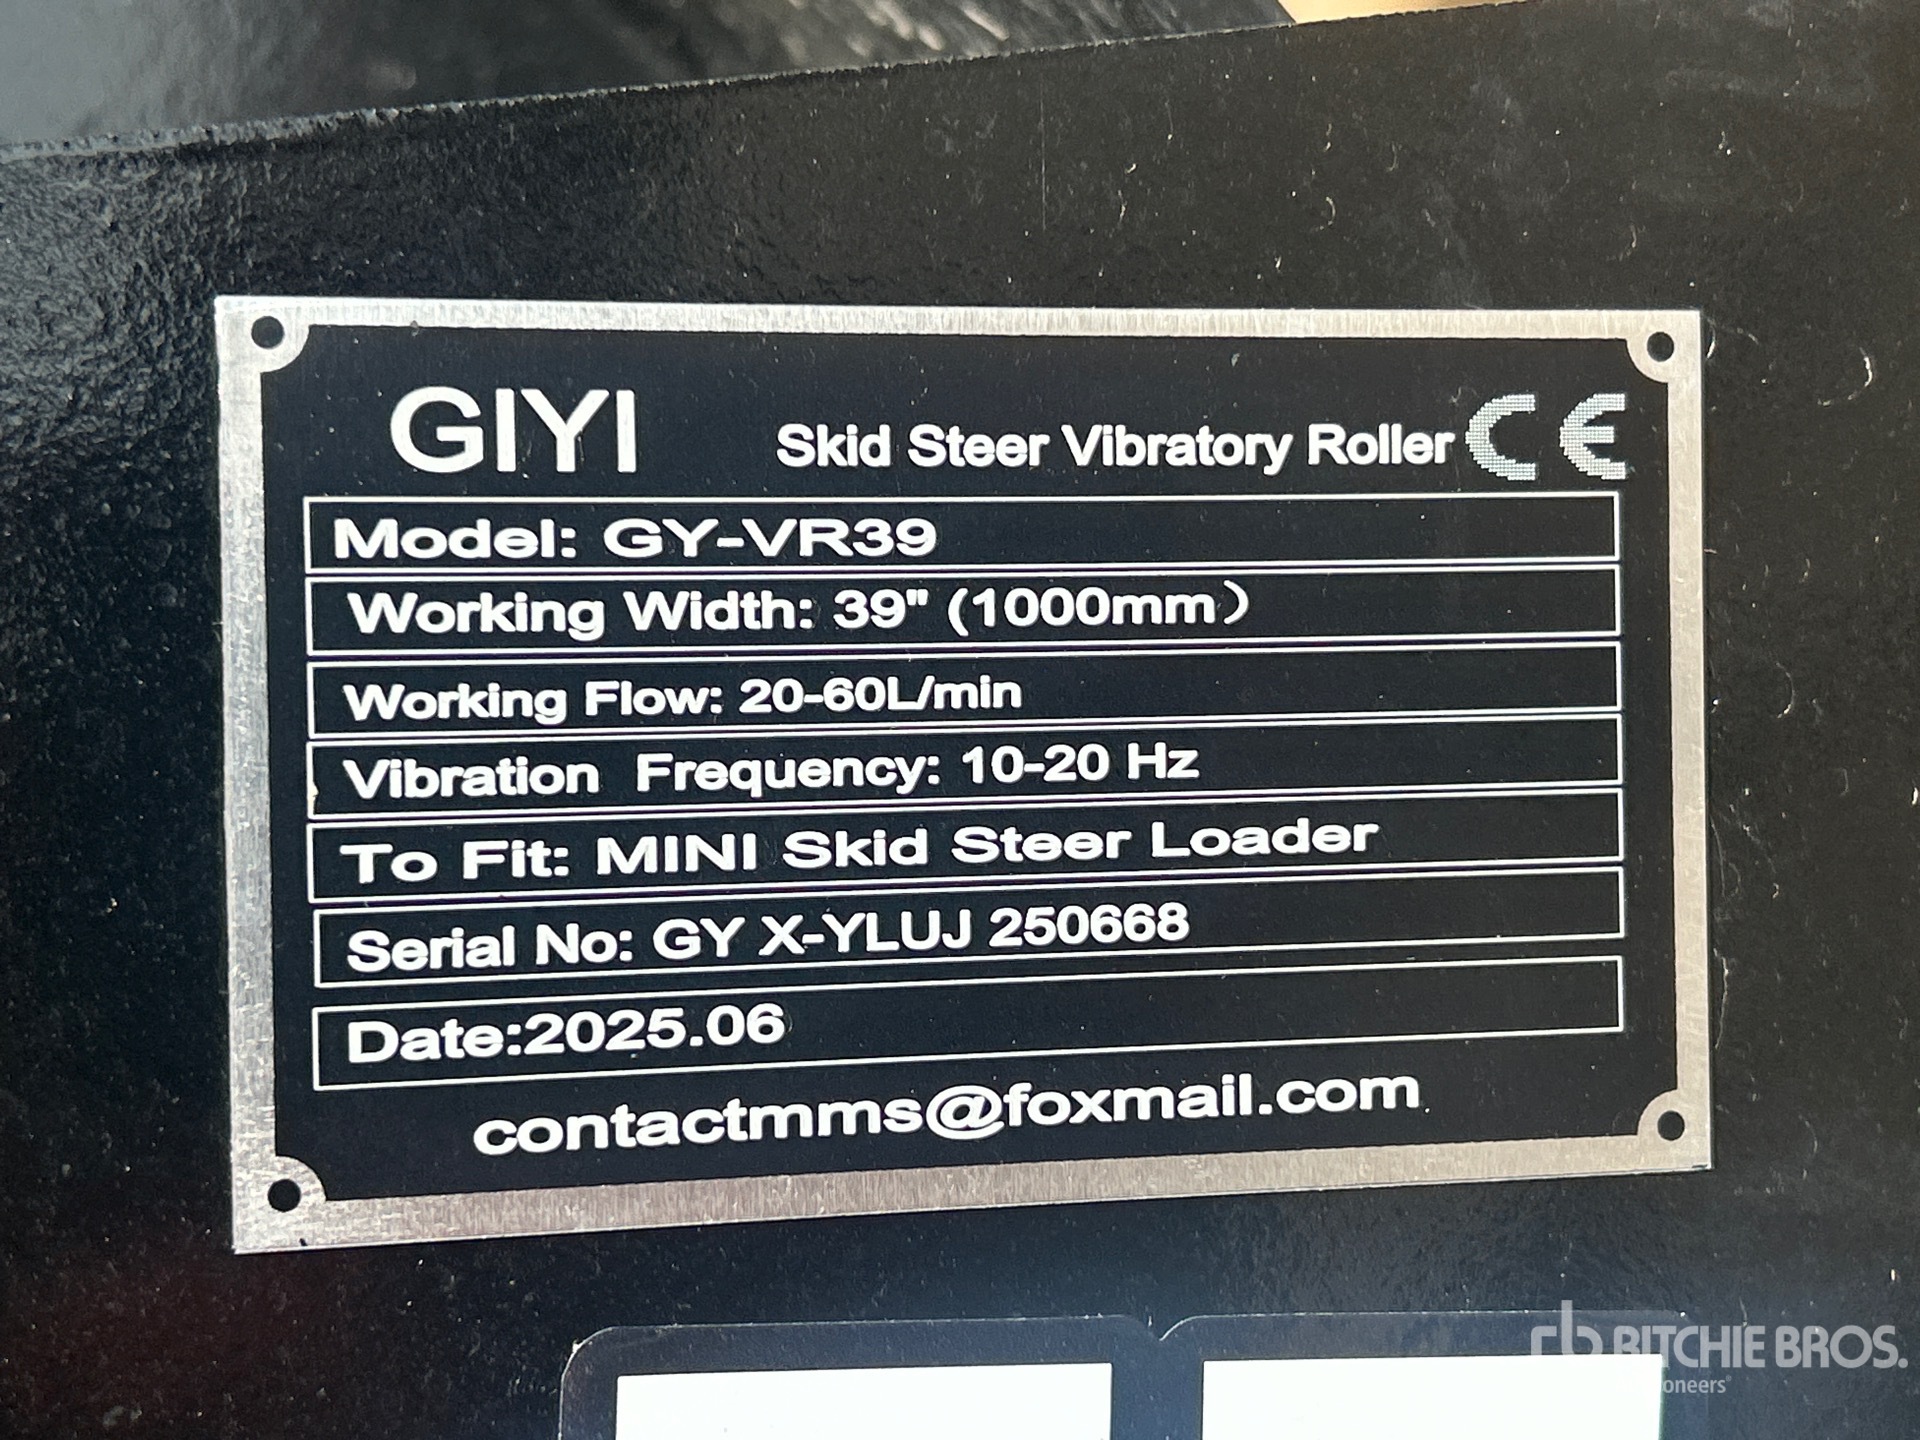 GIYI Skid Steer Vibratory Roller CE
Model: GY-VR39
Working Width: 39" (1000mm）
Working Flow: 20-60L/min
Vibration Frequency: 10-20 Hz
To Fit: MINI Skid Steer Loader
Serial No: GY X-YLUJ 250668
Date:2025.06
contactmms@foxmail.com
rb RITCHIE BROS.